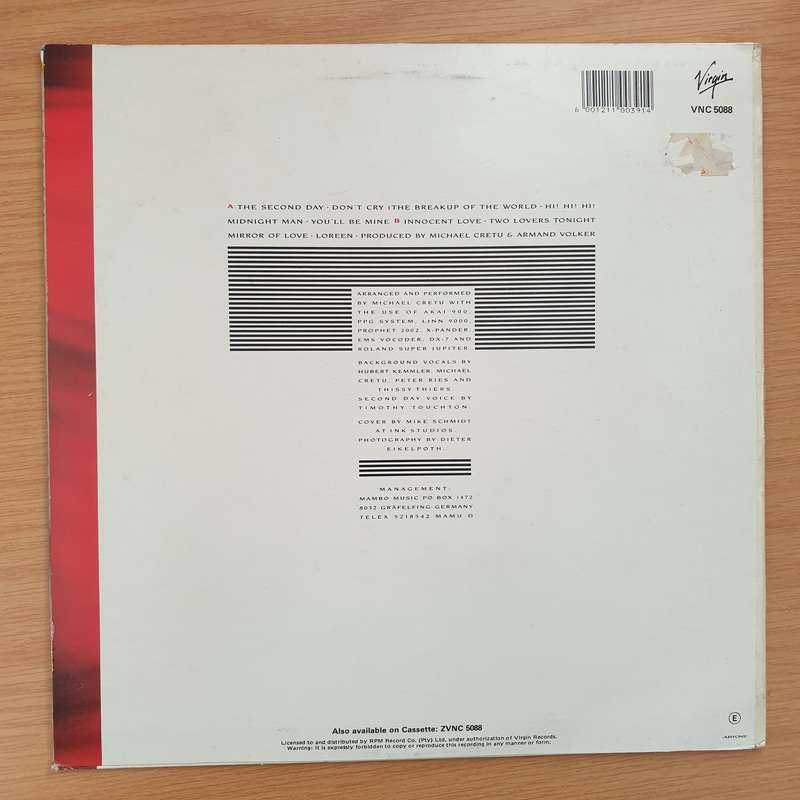 Virgin
VNC 5088
6 001211 003914
A THE SECOND DAY · DON'T CRY (THE BREAKUP OF THE WORLD · HI! HI! HI!
MIDNIGHT MAN · YOU'LL BE MINE B INNOCENT LOVE · TWO LOVERS TONIGHT
MIRROR OF LOVE · LOREEN · PRODUCED BY MICHAEL CRETU & ARMAND VOLKER
ARRANGED AND PERFORMED
BY MICHAEL CRETU WITH
THE USE OF AKAI 900,
PPG SYSTEM, LINN 9000,
PROPHET 2002, X-PANDER,
EMS VOCODER, DX-7 AND
ROLAND SUPER JUPITER.
BACKGROUND VOCALS BY
HUBERT KEMMLER, MICHAEL
CRETU, PETER RIES AND
THISSY THIERS.
SECOND DAY VOICE BY
TIMOTHY TOUCHTON.
COVER BY MIKE SCHMIDT
AT INK STUDIOS.
PHOTOGRAPHY BY DIETER
EIKELPOTH.
MANAGEMENT:
MAMBO MUSIC PO BOX 1472
8032 GRÄFELFING·GERMANY
TELEX 5218542 MAMU D
Also available on Cassette: ZVNC 5088
Licensed to and distributed by RPM Record Co. (Pty) Ltd, under authorization of Virgin Records.
Warning: It is expressly forbidden to copy or reproduce this recording in any manner or form.
E
ARTONE